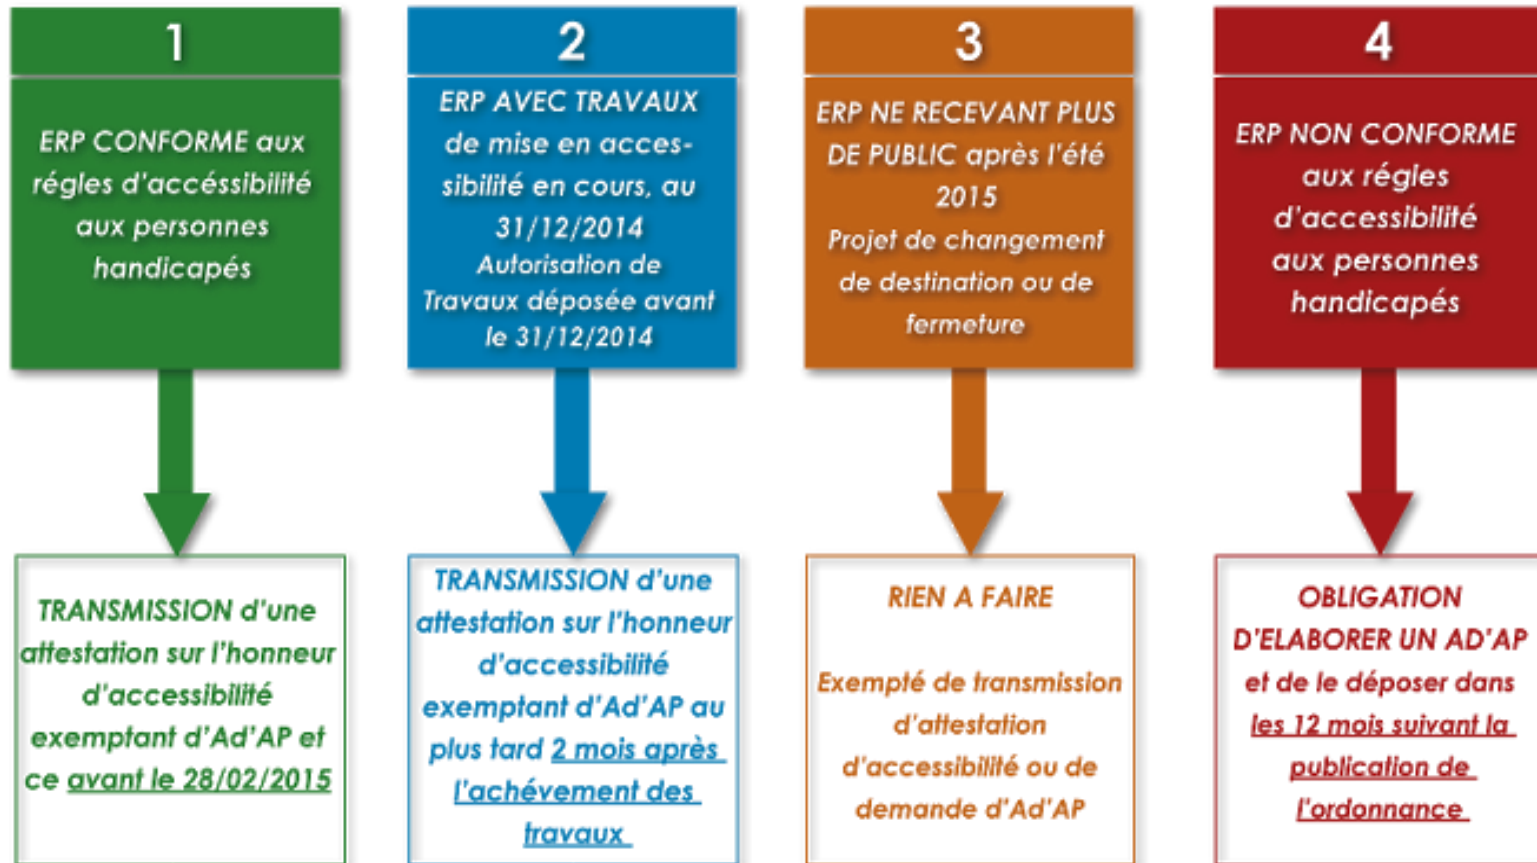 1
ERP CONFORME aux
régles d'accéssibilité
aux personnes
handicapés
TRANSMISSION d'une
attestation sur l'honneur
d'accessibilité
exemptant d'Ad'AP et
ce avant le 28/02/2015
2
ERP AVEC TRAVAUX
de mise en acces-
sibilité en cours, au
31/12/2014
Autorisation de
Travaux déposée avant
le 31/12/2014
TRANSMISSION d'une
attestation sur l'honneur
d'accessibilité
exemptant d'Ad'AP au
plus tard 2 mois après
l'achévement des
travaux
3
ERP NE RECEVANT PLUS
DE PUBLIC après l'été
2015
Projet de changement
de destination ou de
fermeture
RIEN A FAIRE
Exempté de transmission
d'attestation
d'accessibilité ou de
demande d'Ad'AP
4
ERP NON CONFORME
aux régles
d'accessibilité
aux personnes
handicapés
OBLIGATION
D'ELABORER UN AD'AP
et de le déposer dans
les 12 mois suivant la
publication de
l'ordonnance